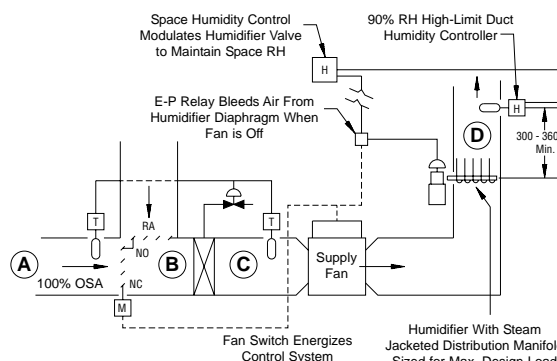 Space Humidity Control
Modulates Humidifier Valve
to Maintain Space RH
90% RH High-Limit Duct
Humidity Controller
H
H
E-P Relay Bleeds Air From
Humidifier Diaphragm When
Fan is Off
D
300 - 360
Min.
T
RA
T
A
NO
B
C
Supply
Fan
100% OSA
NC
M
Fan Switch Energizes
Control System
Humidifier With Steam
Jacketed Distribution Manifol
Sized for Max. Design Load